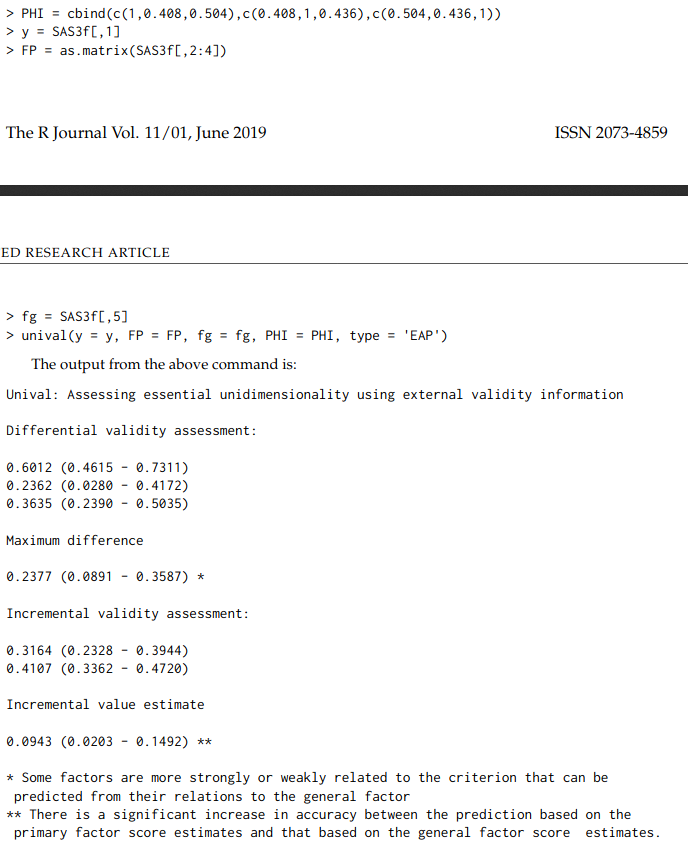 > PHI = cbind(c(1,0.408,0.504),c(0.408,1,0.436),c(0.504,0.436,1))
> y = SAS3f[,1]
> FP = as.matrix(SAS3f[,2:4])
The R Journal Vol. 11/01, June 2019 ISSN 2073-4859
ED RESEARCH ARTICLE
> fg = SAS3f[,5]
> unival(y = y, FP = FP, fg = fg, PHI = PHI, type = 'EAP')
The output from the above command is:
Unival: Assessing essential unidimensionality using external validity information
Differential validity assessment:
0.6012 (0.4615 - 0.7311)
0.2362 (0.0280 - 0.4172)
0.3635 (0.2390 - 0.5035)
Maximum difference
0.2377 (0.0891 - 0.3587) *
Incremental validity assessment:
0.3164 (0.2328 - 0.3944)
0.4107 (0.3362 - 0.4720)
Incremental value estimate
0.0943 (0.0203 - 0.1492) **
* Some factors are more strongly or weakly related to the criterion that can be
predicted from their relations to the general factor
** There is a significant increase in accuracy between the prediction based on the
primary factor score estimates and that based on the general factor score estimates.